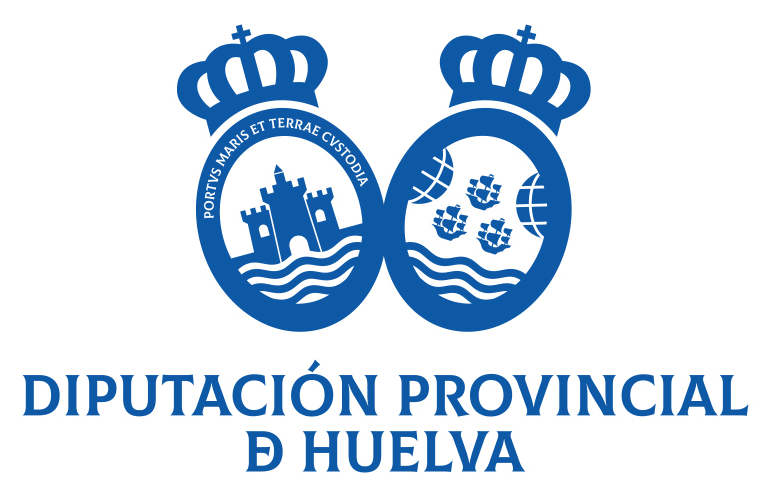 PORTVS MARIS ET TERRAE CVSTODIA
DIPUTACIÓN PROVINCIAL
Đ HUELVA